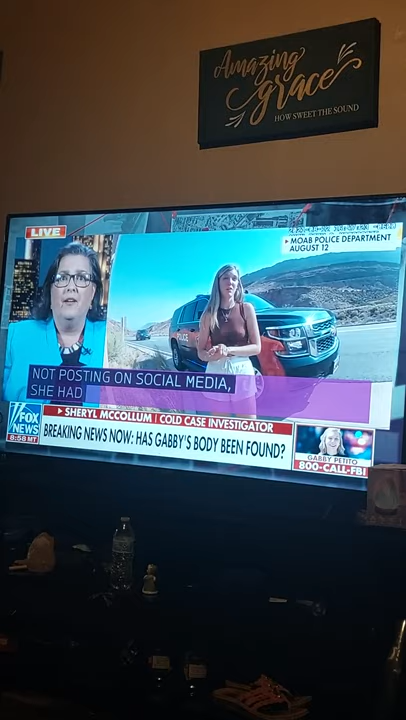 Amazing
grace
HOW SWEET THE SOUND
LIVE
MOAB POLICE DEPARTMENT
AUGUST 12
POLICE
NOT POSTING ON SOCIAL MEDIA,
SHE HAD
FOX
NEWS
8:58 MT
SHERYL MCCOLLUM | COLD CASE INVESTIGATOR
BREAKING NEWS NOW: HAS GABBY'S BODY BEEN FOUND?
GABBY PETITO
800-CALL-FBI